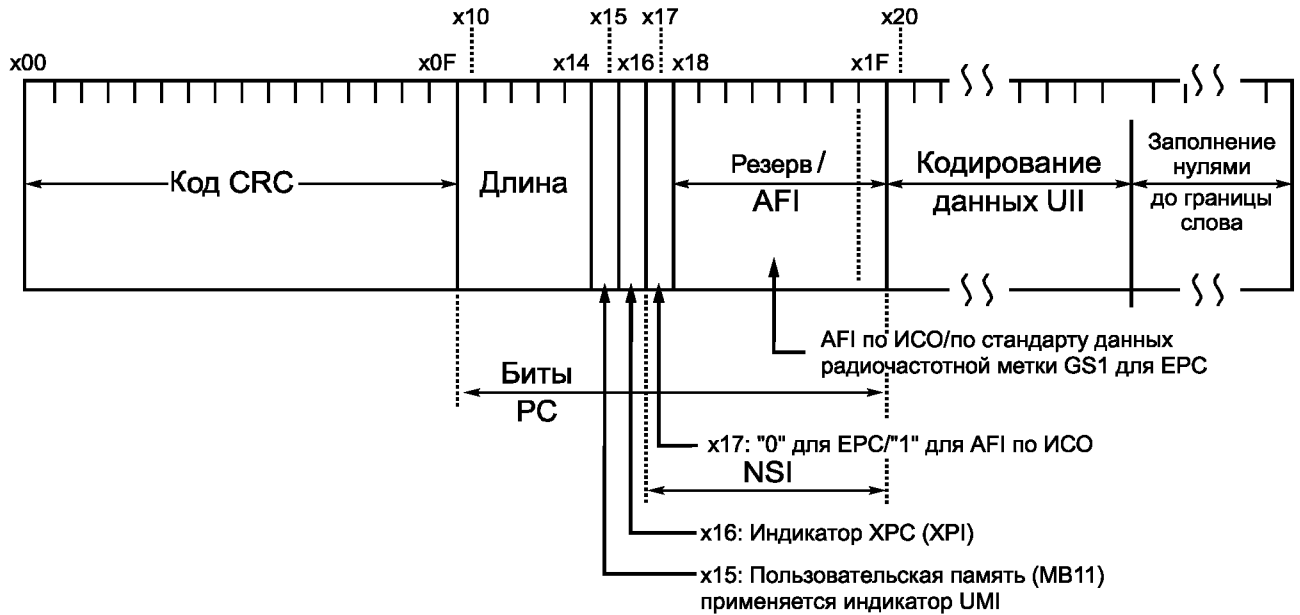 x10
x15
x17
x20
x00
x0F
x14
x16
x18
x1F
Код CRC
Длина
Резерв /
AFI
Кодирование
данных UII
Заполнение
нулями
до границы
слова
AFI по ИСО/по стандарту данных
радиочастотной метки GS1 для EPC
Биты
PC
x17: "0" для EPC/"1" для AFI по ИСО
NSI
x16: Индикатор XPC (XPI)
x15: Пользовательская память (MB11)
применяется индикатор UMI